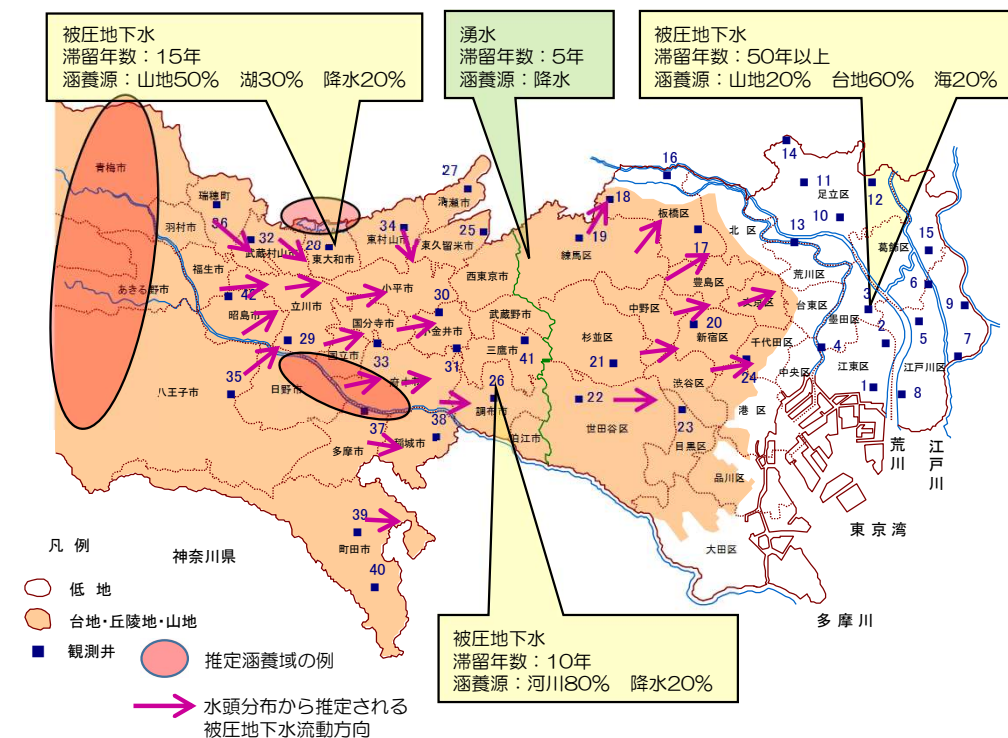 被圧地下水
滞留年数：15年
涵養源：山地50%　湖30%　降水20%
湧水
滞留年数：5年
涵養源：降水
被圧地下水
滞留年数：50年以上
涵養源：山地20%　台地60%　海20%
14
16
27
11
足立区
12
青梅市
瑞穂町
清瀬市
18
板橋区
10
36
34
羽村市
32
武蔵村山市
28
東大和市
東村山市
25
東久留米市
19
練馬区
17
北 区
13
葛飾区
15
福生市
西東京市
豊島区
荒川区
6
あきる野市
42
立川市
小平市
30
武蔵野市
中野区
文京区
台東区
3
墨田区
2
9
昭島市
国分寺市
小金井市
20
新宿区
5
29
国立市
33
31
三鷹市
41
杉並区
21
千代田区
24
4
江東区
江戸川区
7
35
日野市
府中市
26
渋谷区
中央区
1
8
八王子市
調布市
22
世田谷区
港 区
37
38
狛江市
23
目黒区
荒川
江戸川
多摩市
稲城市
品川区
39
町田市
東 京 湾
大田区
凡 例
神奈川県
40
低 地
多 摩 川
台地・丘陵地・山地
観測井
推定涵養域の例
水頭分布から推定される
被圧地下水流動方向
被圧地下水
滞留年数：10年
涵養源：河川80%　降水20%